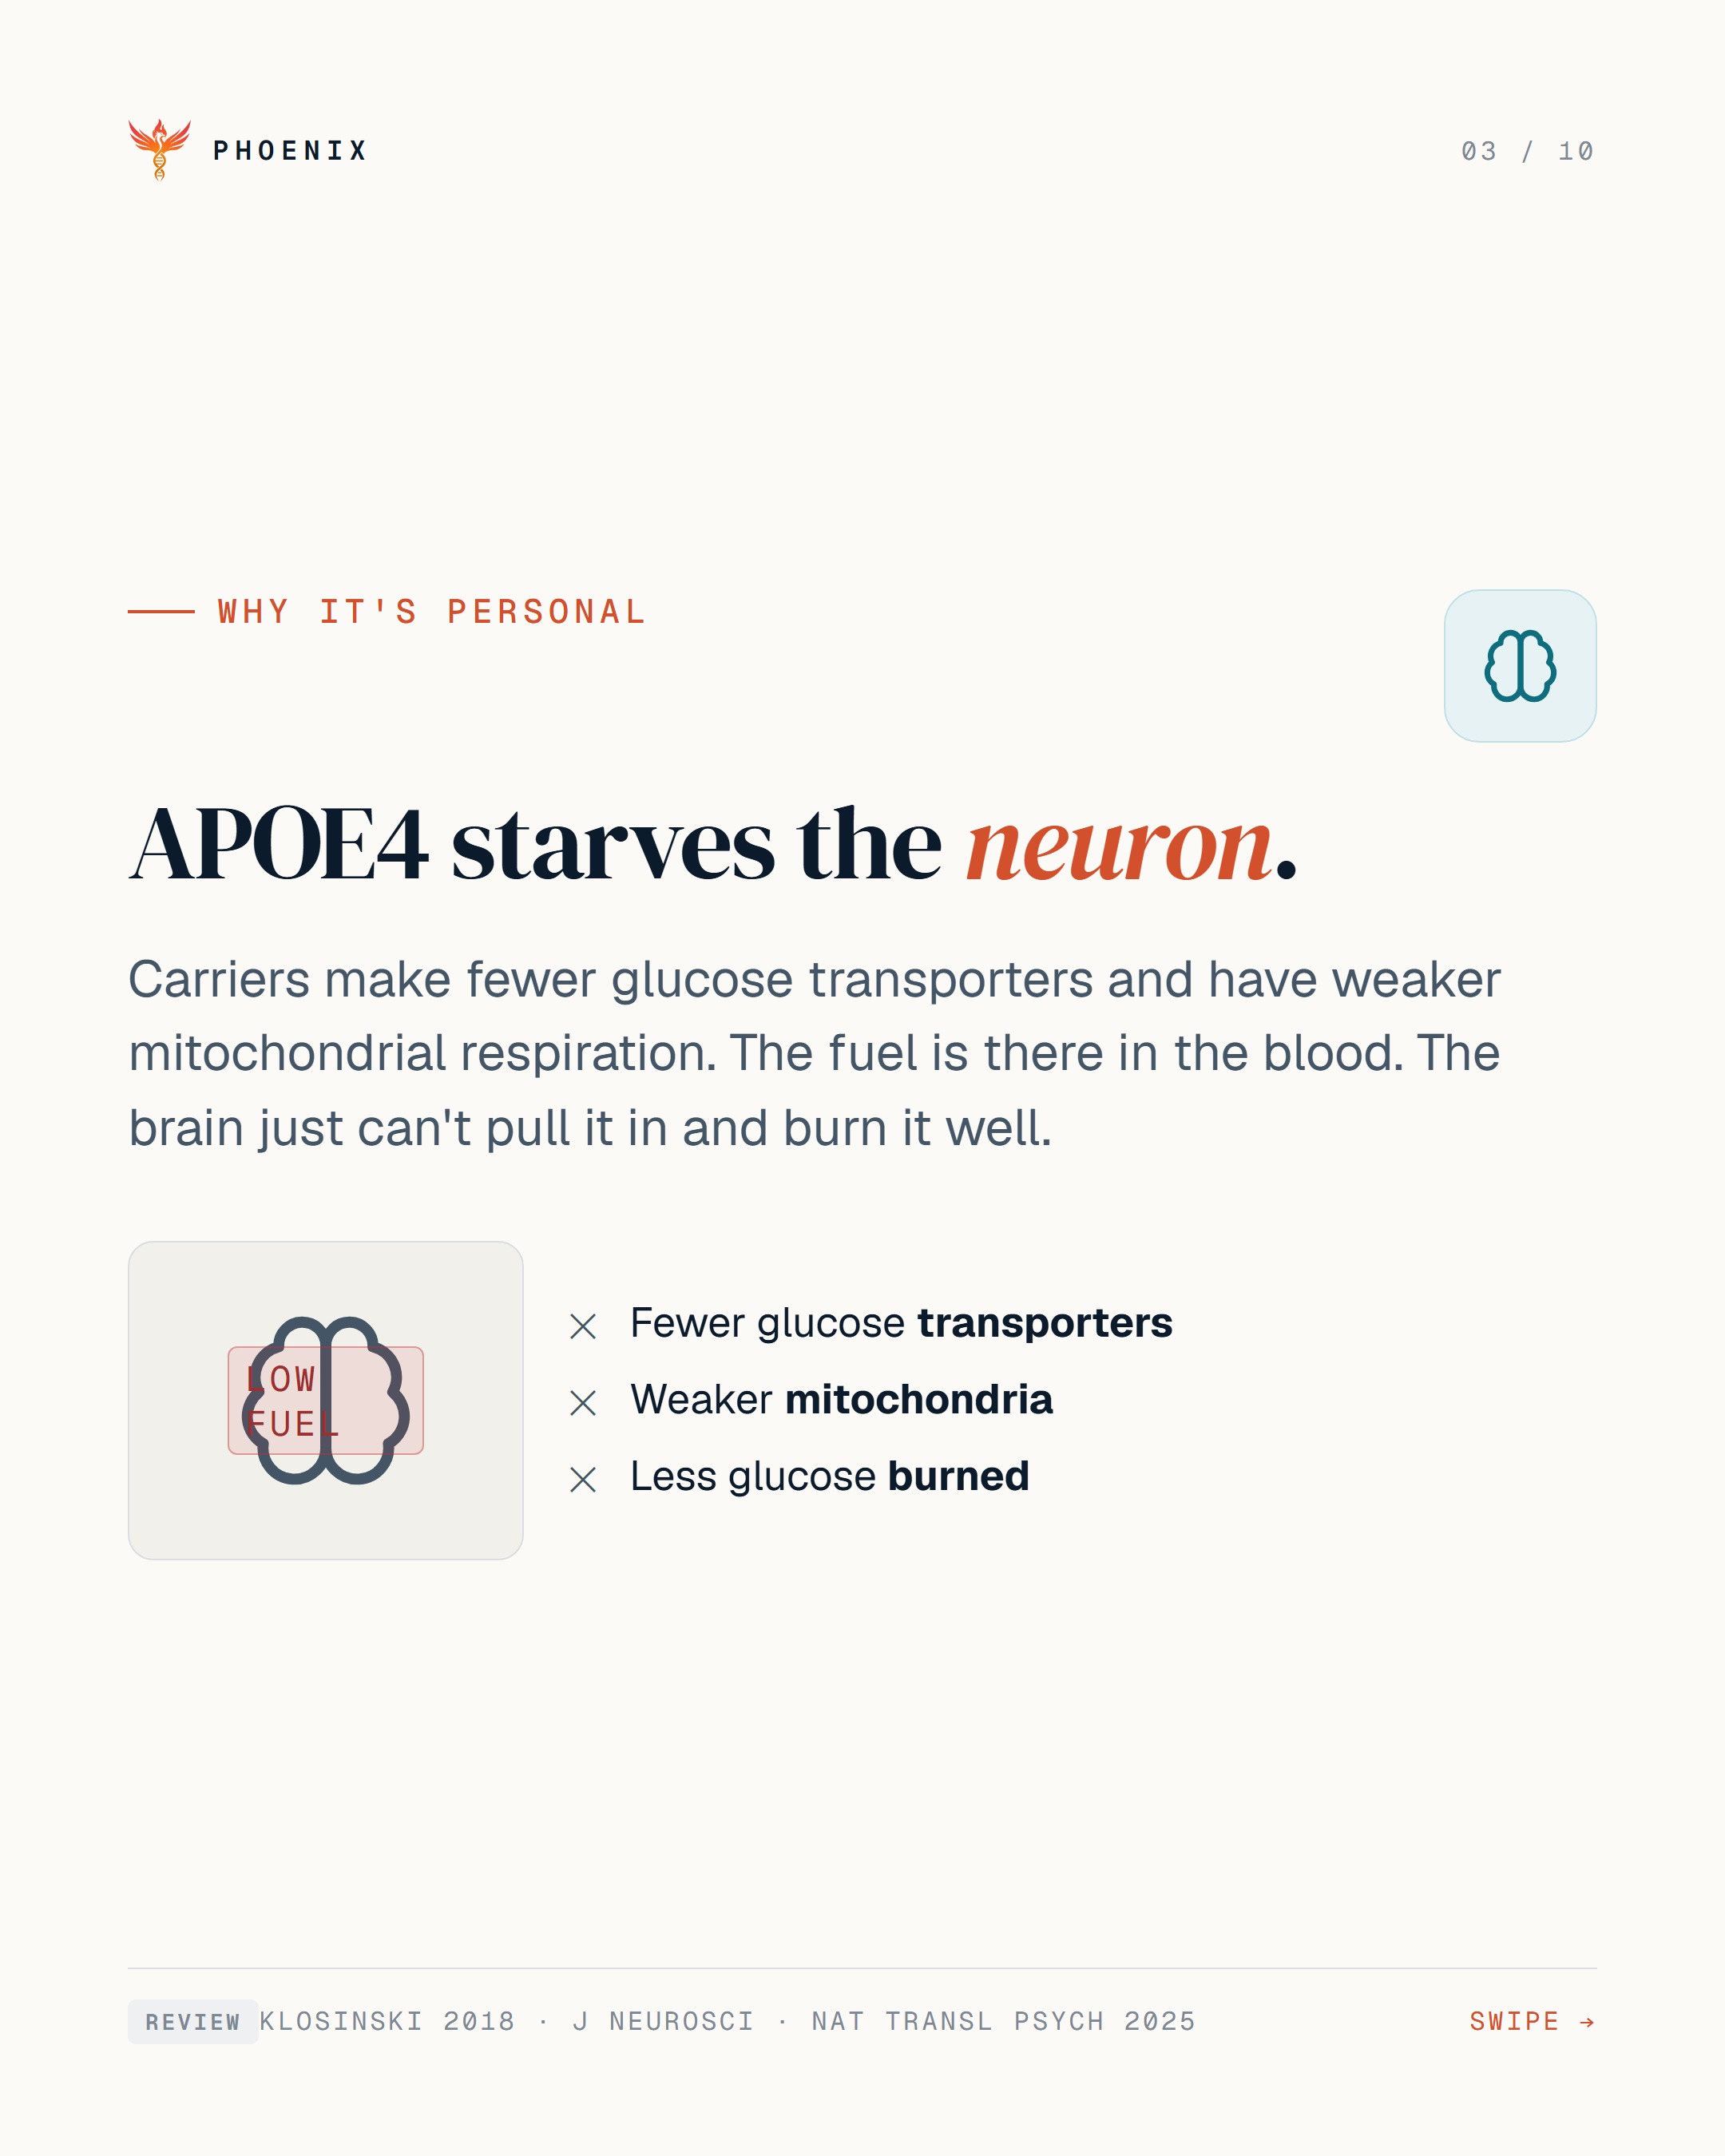 PHOENIX
03 / 10
WHY IT'S PERSONAL
APOE4 starves the neuron.
Carriers make fewer glucose transporters and have weaker
mitochondrial respiration. The fuel is there in the blood. The
brain just can't pull it in and burn it well.
LOW
FUEL
Fewer glucose transporters
Weaker mitochondria
Less glucose burned
REVIEW KLOSINSKI 2018 · J NEUROSCI · NAT TRANSL PSYCH 2025
SWIPE →